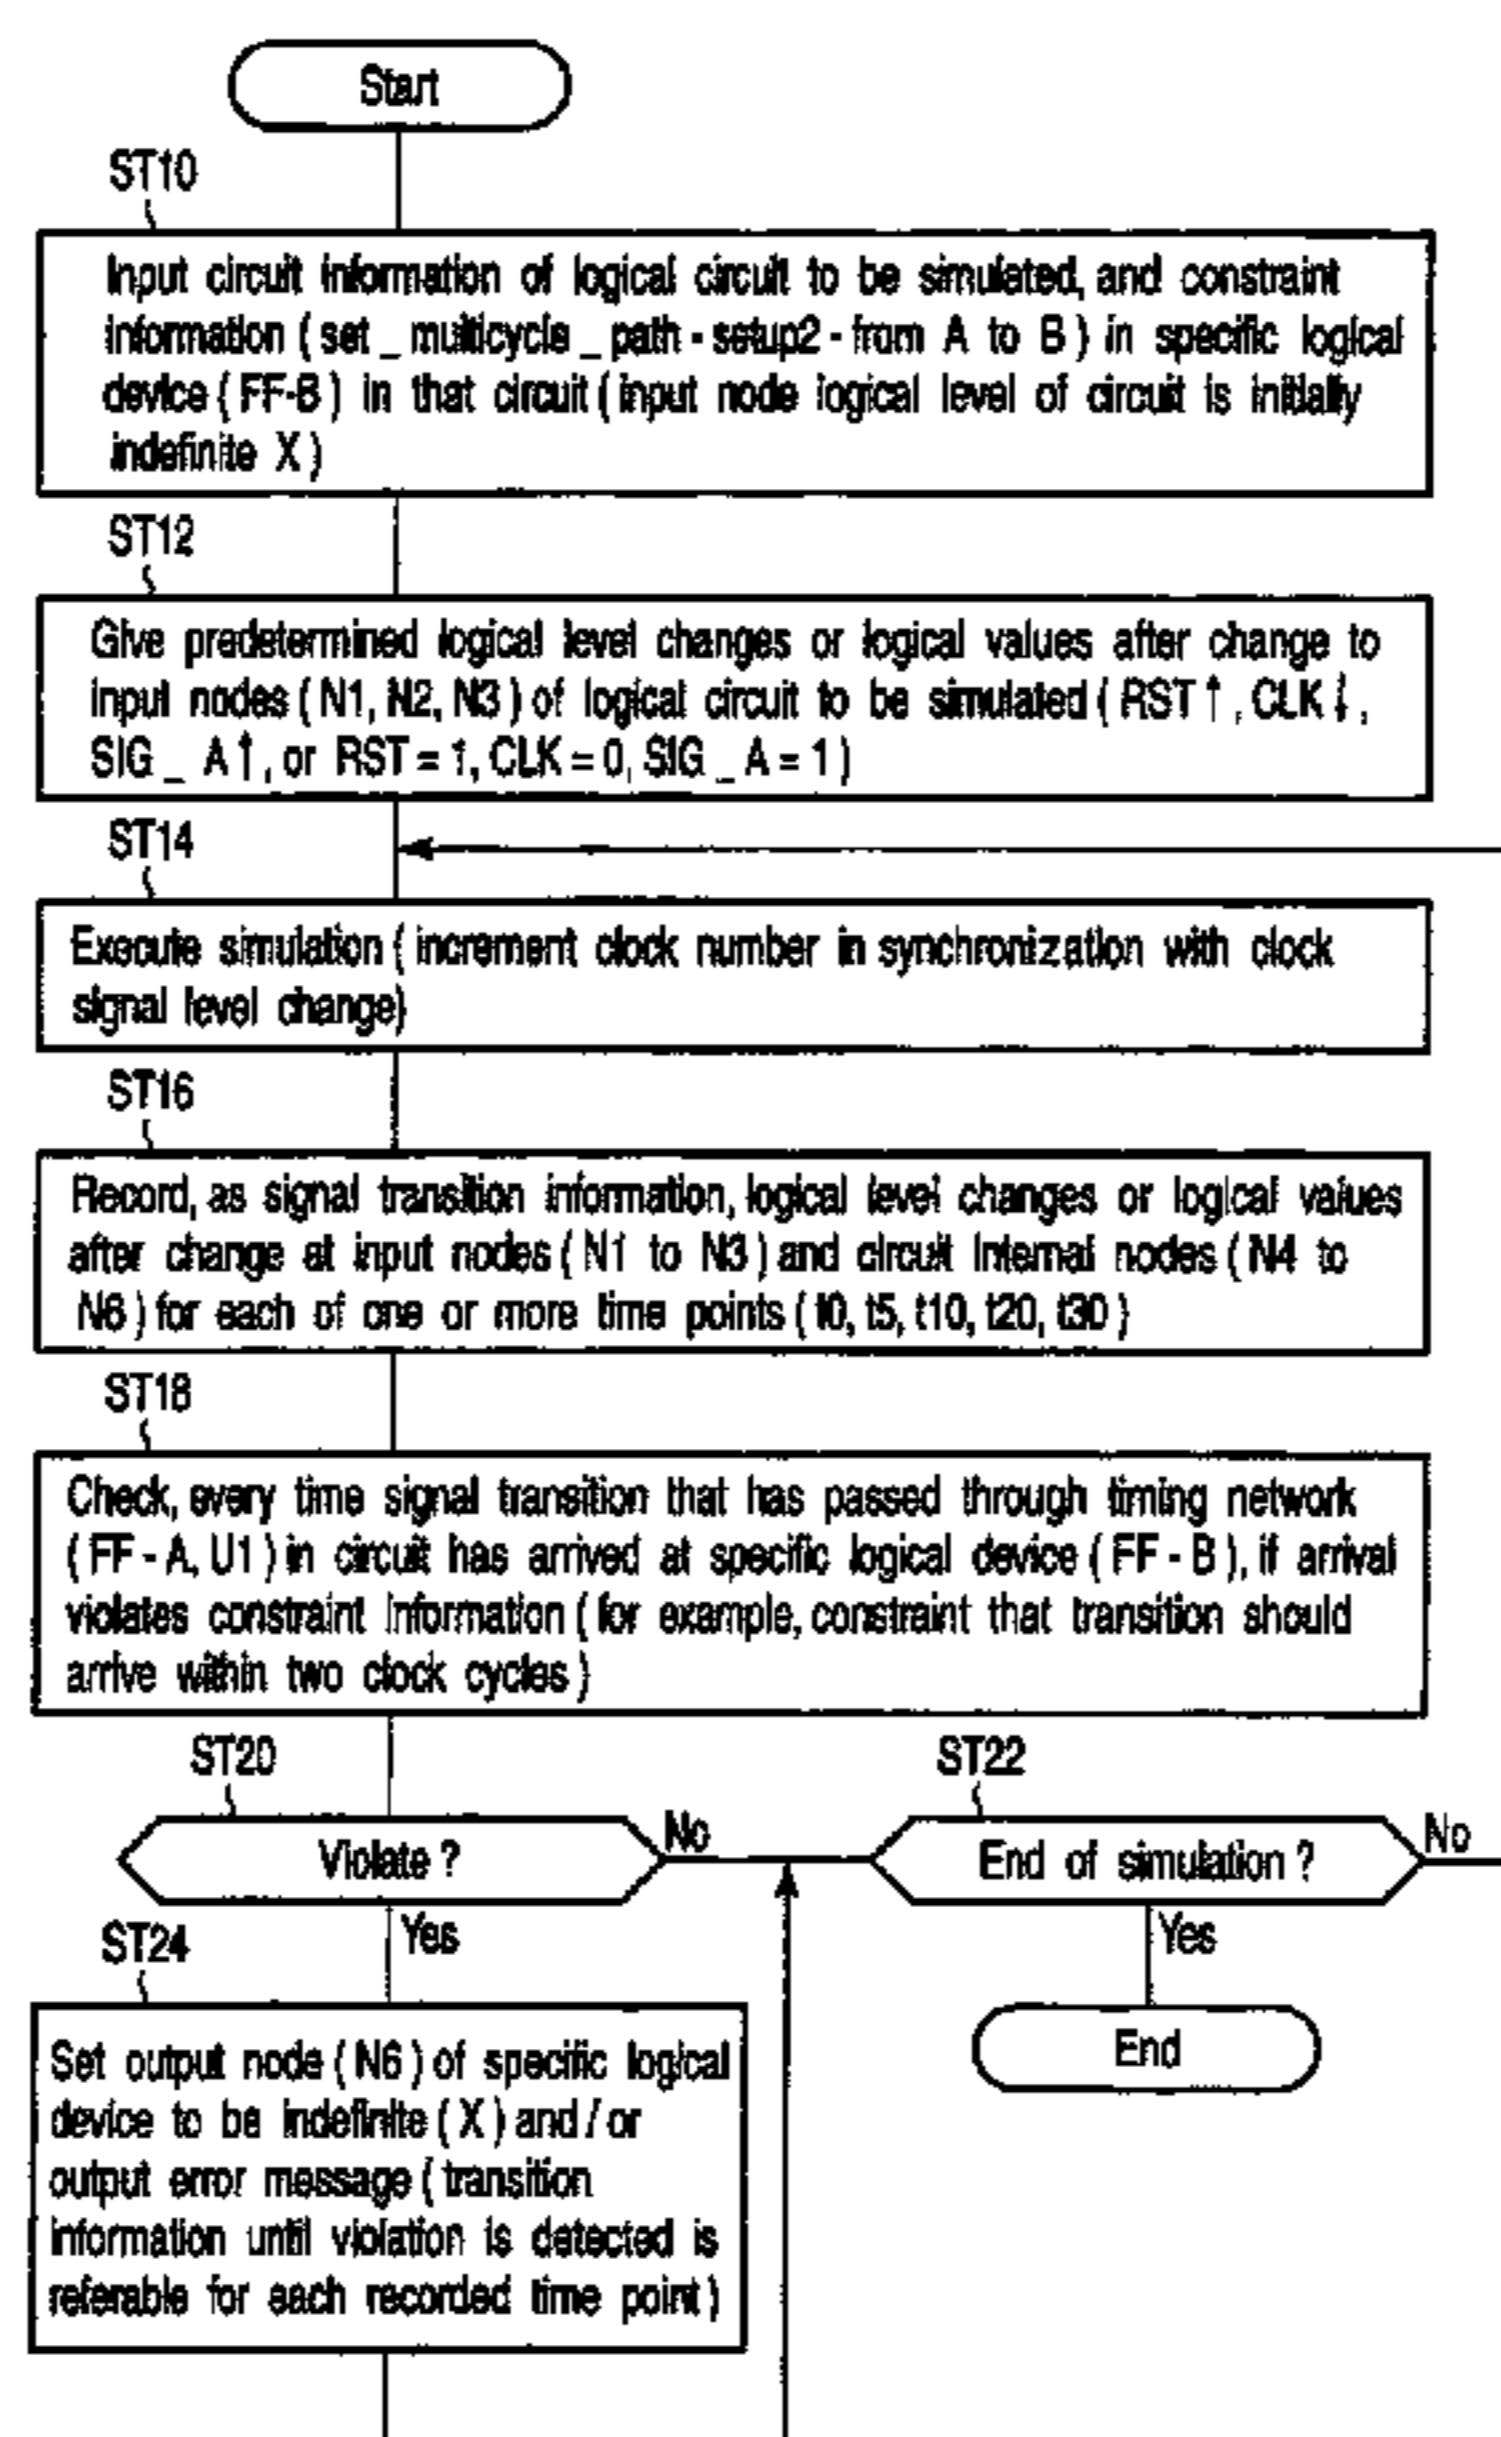 Start
ST10
Input circuit information of logical circuit to be simulated, and constraint
information ( set _ multicycle _ path - setup2 - from A to B ) in specific logical
device ( FF-B ) in that circuit ( input node logical level of circuit is initially
indefinite X )
ST12
Give predetermined logical level changes or logical values after change to
input nodes ( N1, N2, N3 ) of logical circuit to be simulated ( RST ↑ , CLK ↓ ,
SIG _ A ↑ , or RST = 1, CLK = 0, SIG _ A = 1 )
ST14
Execute simulation ( increment clock number in synchronization with clock
signal level change)
ST16
Record, as signal transition information, logical level changes or logical values
after change at input nodes ( N1 to N3 ) and circuit internal nodes ( N4 to
N6 ) for each of one or more time points ( t0, t5, t10, t20, t30 )
ST18
Check, every time signal transition that has passed through timing network
( FF - A, U1 ) in circuit has arrived at specific logical device ( FF - B ), if arrival
violates constraint information ( for example, constraint that transition should
arrive within two clock cycles )
ST20
Violate ?
No
Yes
ST22
End of simulation ?
No
Yes
End
ST24
Set output node ( N6 ) of specific logical
device to be indefinite ( X ) and / or
output error message ( transition
information until violation is detected is
referable for each recorded time point )